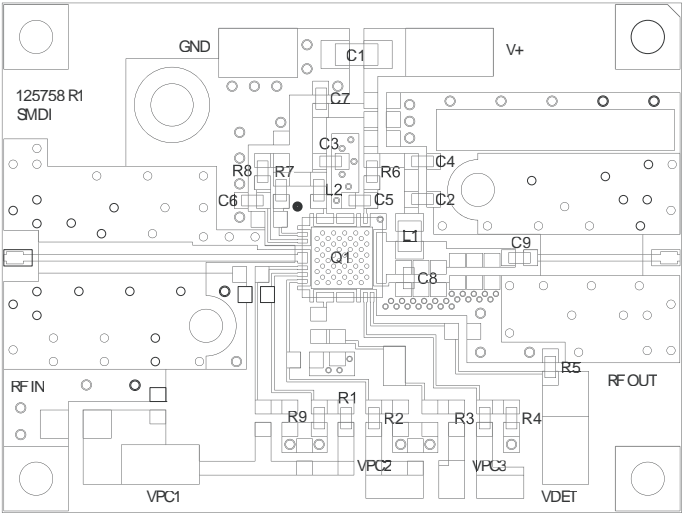 GND
C1
V+
125758 R1
SMDI
C7
C3
R8
R7
R6
C4
L2
C6
C5
C2
L1
C9
Q1
C8
R5
RF IN
RF OUT
R1
R9
R2
R3
R4
VPC2
VPC3
VPC1
VDET